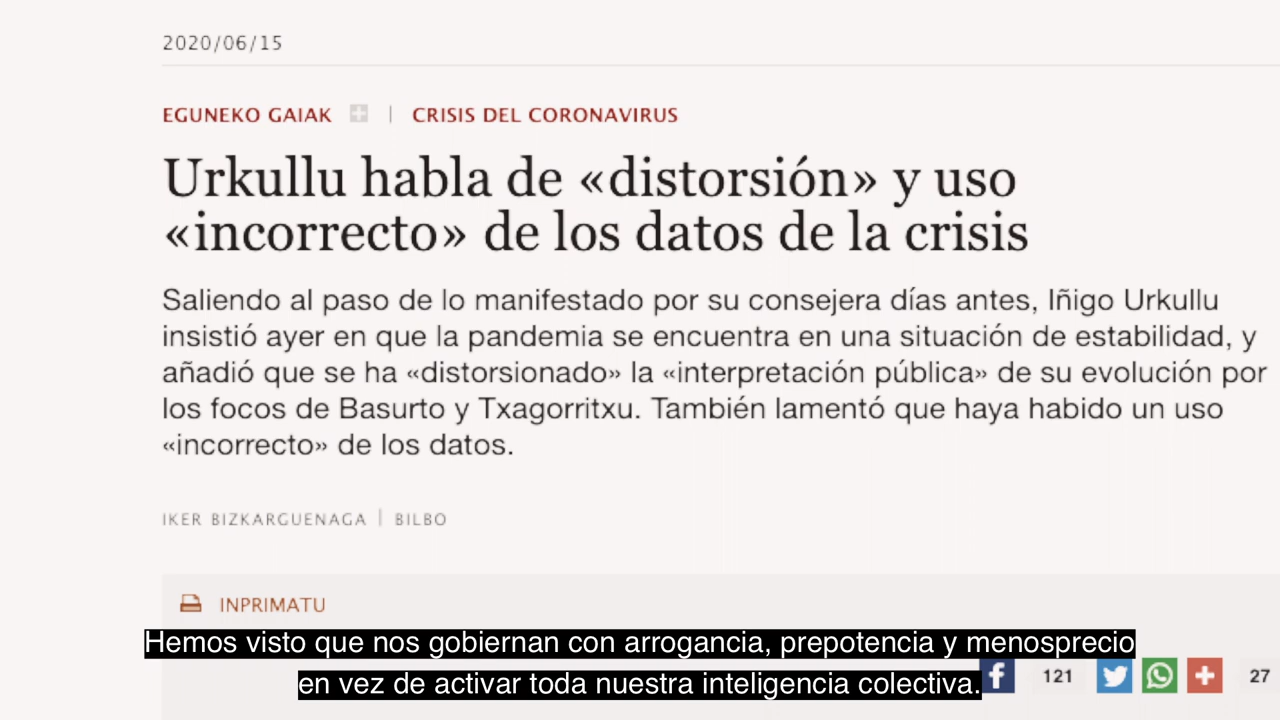 2020/06/15
EGUNEKO GAIAK | CRISIS DEL CORONAVIRUS
Urkullu habla de «distorsión» y uso
«incorrecto» de los datos de la crisis
Saliendo al paso de lo manifestado por su consejera días antes, Iñigo Urkullu
insistió ayer en que la pandemia se encuentra en una situación de estabilidad, y
añadió que se ha «distorsionado» la «interpretación pública» de su evolución por
los focos de Basurto y Txagorritxu. También lamentó que haya habido un uso
«incorrecto» de los datos.
IKER BIZKARGUENAGA | BILBO
INPRIMATU
Hemos visto que nos gobiernan con arrogancia, prepotencia y menosprecio
en vez de activar toda nuestra inteligencia colectiva.
121
27